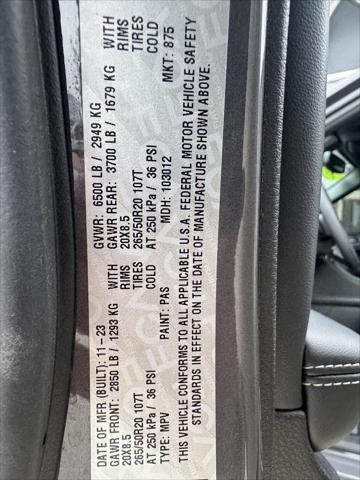 DATE OF MFR (BUILT): 11-23 GVWR: 6500 LB / 2949 KG
GAWR FRONT: 2850 LB / 1293 KG WITH GAWR REAR: 3700 LB / 1679 KG WITH
20X8.5 RIMS 20X8.5 RIMS
265/50R20 107T TIRES 265/50R20 107T TIRES
AT 250 kPa / 36 PSI COLD AT 250 kPa / 36 PSI COLD
TYPE: MPV PAINT: PAS MDH: 103012 MKT: 875
THIS VEHICLE CONFORMS TO ALL APPLICABLE U.S.A. FEDERAL MOTOR VEHICLE SAFETY
STANDARDS IN EFFECT ON THE DATE OF MANUFACTURE SHOWN ABOVE.